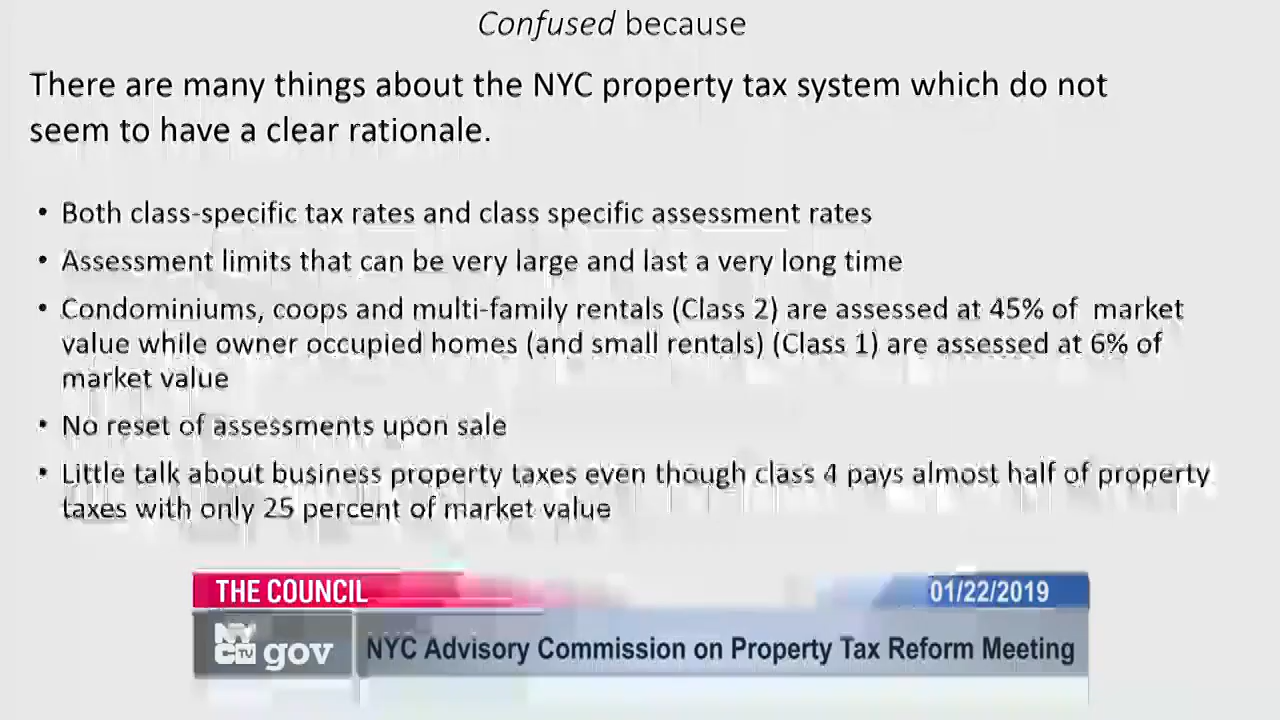 Confused because
There are many things about the NYC property tax system which do not
seem to have a clear rationale.
• Both class-specific tax rates and class specific assessment rates
• Assessment limits that can be very large and last a very long time
• Condominiums, coops and multi-family rentals (Class 2) are assessed at 45% of market
value while owner occupied homes (and small rentals) (Class 1) are assessed at 6% of
market value
• No reset of assessments upon sale
• Little talk about business property taxes even though class 4 pays almost half of property
taxes with only 25 percent of market value
THE COUNCIL
01/22/2019
NYC TV gov
NYC Advisory Commission on Property Tax Reform Meeting